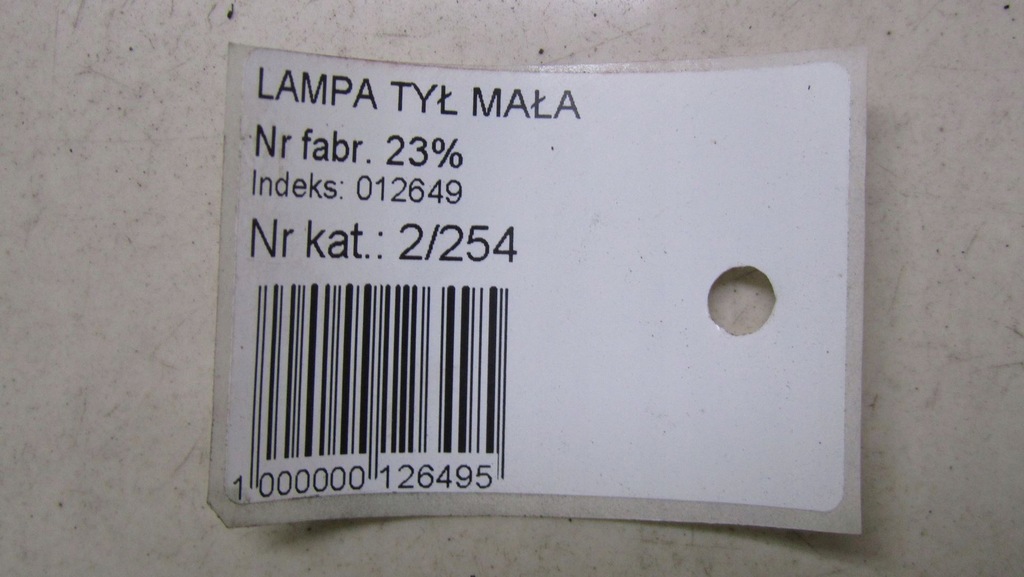 LAMPA TYŁ MAŁA
Nr fabr. 23%
Indeks: 012649
Nr kat.: 2/254
1 000000 126495